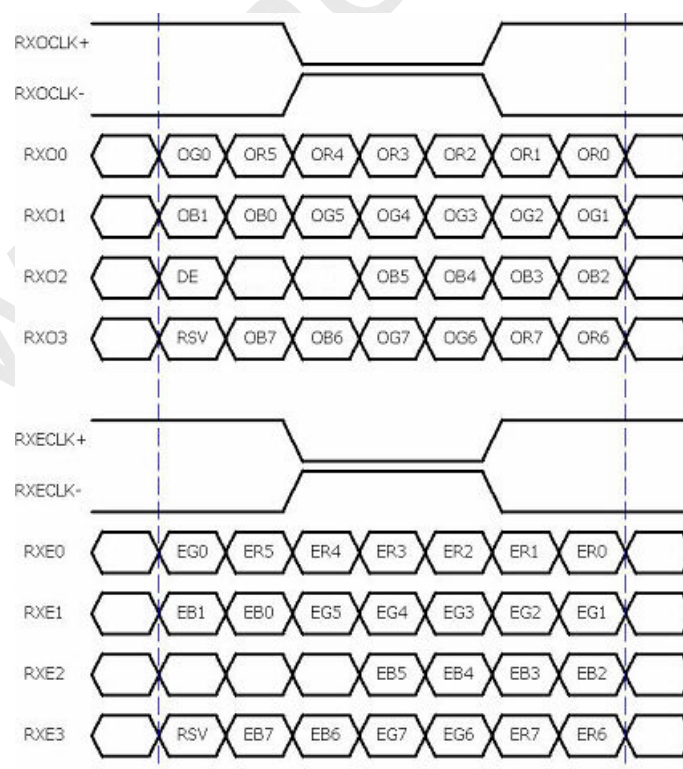 RXOCLK+
RXOCLK-
RXO0 OG0 OR5 OR4 OR3 OR2 OR1 OR0
RXO1 OB1 OB0 OG5 OG4 OG3 OG2 OG1
RXO2 DE OB5 OB4 OB3 OB2
RXO3 RSV OB7 OB6 OG7 OG6 OR7 OR6
RXECLK+
RXECLK-
RXE0 EG0 ER5 ER4 ER3 ER2 ER1 ER0
RXE1 EB1 EB0 EG5 EG4 EG3 EG2 EG1
RXE2 EB5 EB4 EB3 EB2
RXE3 RSV EB7 EB6 EG7 EG6 ER7 ER6